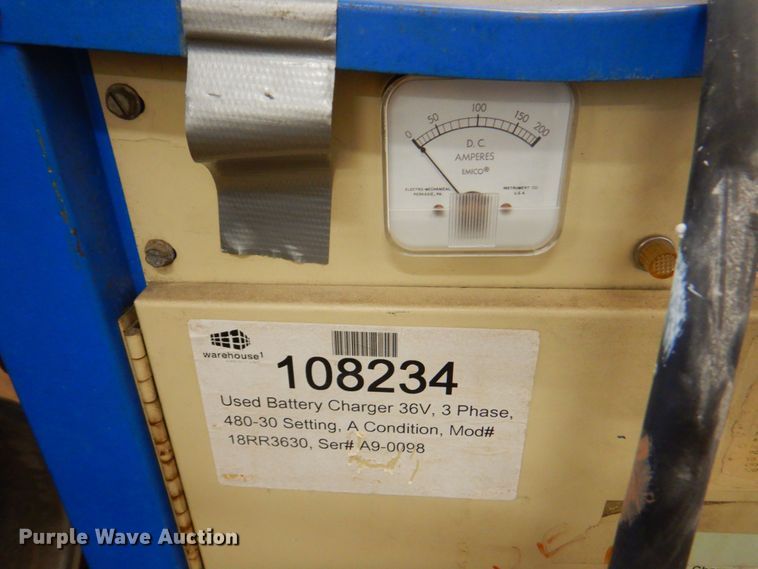 0 50 100 150 200
D.C.
AMPERES
EMICO®
ELECTRO-MECHANICAL INSTRUMENT CO.
PERKASIE, PA. U.S.A.
warehouse1
108234
Used Battery Charger 36V, 3 Phase,
480-30 Setting, A Condition, Mod#
18RR3630, Ser# A9-0098
Purple Wave Auction